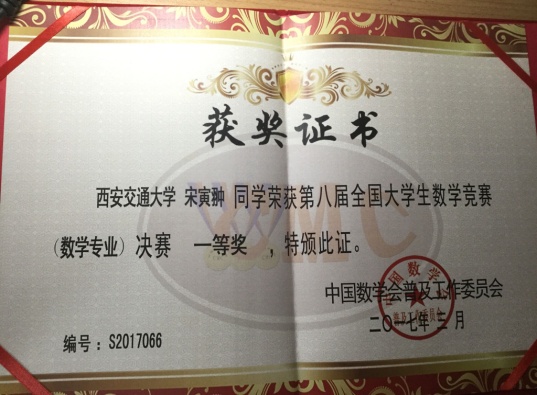 获奖证书
西安交通大学 宋寅翀 同学荣获第八届全国大学生数学竞赛
（数学专业）决赛 一等奖 ，特颁此证。
中国数学会普及工作委员会
二〇一七年三月
编号：S2017066